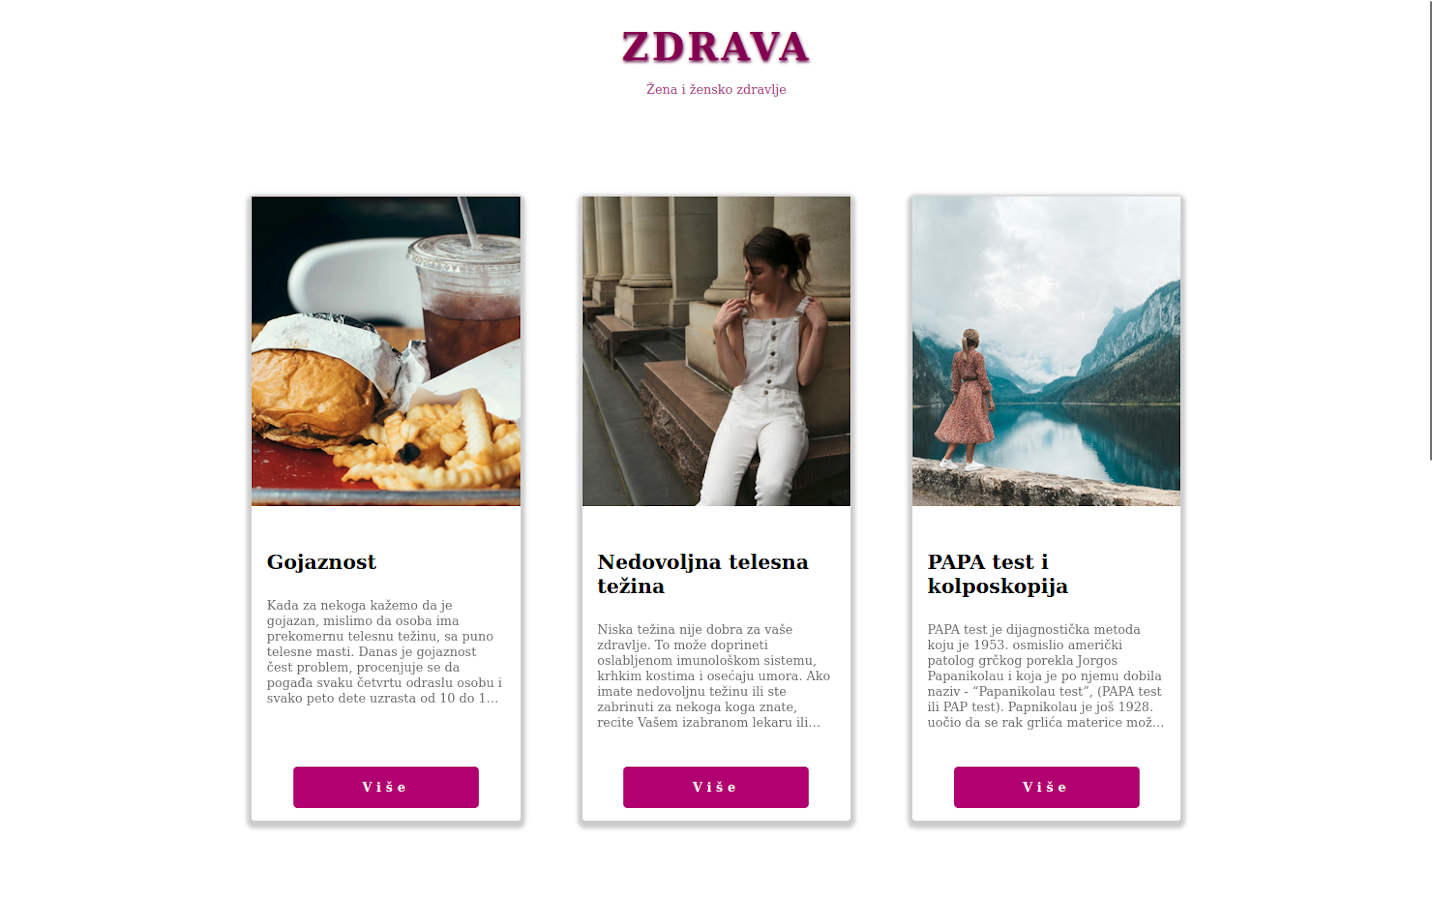 ZDRAVA
Žena i žensko zdravlje
Gojaznost
Kada za nekoga kažemo da je
gojazan, mislimo da osoba ima
prekomernu telesnu težinu, sa puno
telesne masti. Danas je gojaznost
čest problem, procenjuje se da
pogađa svaku četvrtu odraslu osobu i
svako peto dete uzrasta od 10 do 1...
Više
Nedovoljna telesna
težina
Niska težina nije dobra za vaše
zdravlje. To može doprineti
oslabljenom imunološkom sistemu,
krhkim kostima i osećaju umora. Ako
imate nedovoljnu težinu ili ste
zabrinuti za nekoga koga znate,
recite Vašem izabranom lekaru ili...
Više
PAPA test i
kolposkopija
PAPA test je dijagnostička metoda
koju je 1953. osmislio američki
patolog grčkog porekla Jorgos
Papanikolau i koja je po njemu dobila
naziv - “Papanikolau test”, (PAPA test
ili PAP test). Papnikolau je još 1928.
uočio da se rak grlića materice mož...
Više